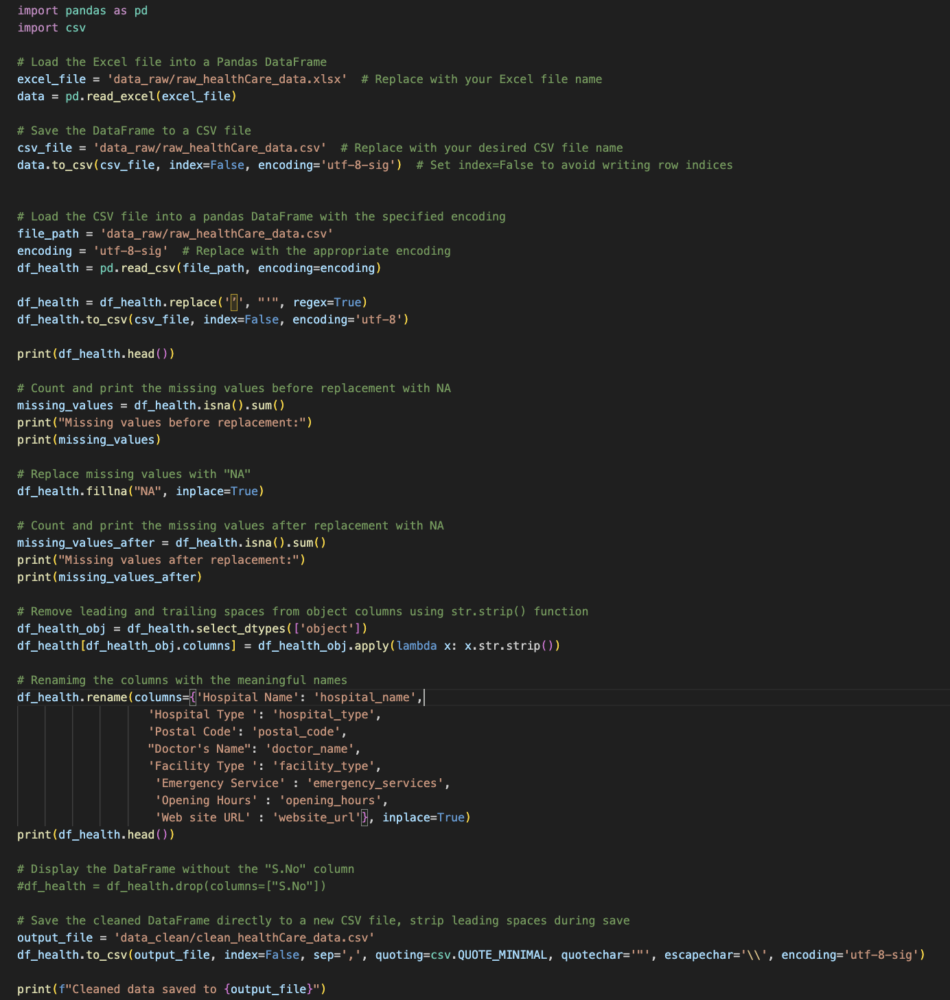 import pandas as pd
import csv
# Load the Excel file into a Pandas DataFrame
excel_file = 'data_raw/raw_healthCare_data.xlsx'  # Replace with your Excel file name
data = pd.read_excel(excel_file)
# Save the DataFrame to a CSV file
csv_file = 'data_raw/raw_healthCare_data.csv'  # Replace with your desired CSV file name
data.to_csv(csv_file, index=False, encoding='utf-8-sig')  # Set index=False to avoid writing row indices
# Load the CSV file into a pandas DataFrame with the specified encoding
file_path = 'data_raw/raw_healthCare_data.csv'
encoding = 'utf-8-sig'  # Replace with the appropriate encoding
df_health = pd.read_csv(file_path, encoding=encoding)
df_health = df_health.replace('’', "'", regex=True)
df_health.to_csv(csv_file, index=False, encoding='utf-8')
print(df_health.head())
# Count and print the missing values before replacement with NA
missing_values = df_health.isna().sum()
print("Missing values before replacement:")
print(missing_values)
# Replace missing values with "NA"
df_health.fillna("NA", inplace=True)
# Count and print the missing values after replacement with NA
missing_values_after = df_health.isna().sum()
print("Missing values after replacement:")
print(missing_values_after)
# Remove leading and trailing spaces from object columns using str.strip() function
df_health_obj = df_health.select_dtypes(['object'])
df_health[df_health_obj.columns] = df_health_obj.apply(lambda x: x.str.strip())
# Renamimg the columns with the meaningful names
df_health.rename(columns={'Hospital Name': 'hospital_name',
                   'Hospital Type ': 'hospital_type',
                   'Postal Code': 'postal_code',
                   "Doctor's Name": 'doctor_name',
                   'Facility Type ': 'facility_type',
                    'Emergency Service' : 'emergency_services',
                    'Opening Hours' : 'opening_hours',
                    'Web site URL' : 'website_url'}, inplace=True)
print(df_health.head())
# Display the DataFrame without the "S.No" column
#df_health = df_health.drop(columns=["S.No"])
# Save the cleaned DataFrame directly to a new CSV file, strip leading spaces during save
output_file = 'data_clean/clean_healthCare_data.csv'
df_health.to_csv(output_file, index=False, sep=',', quoting=csv.QUOTE_MINIMAL, quotechar='"', escapechar='\\', encoding='utf-8-sig')
print(f"Cleaned data saved to {output_file}")